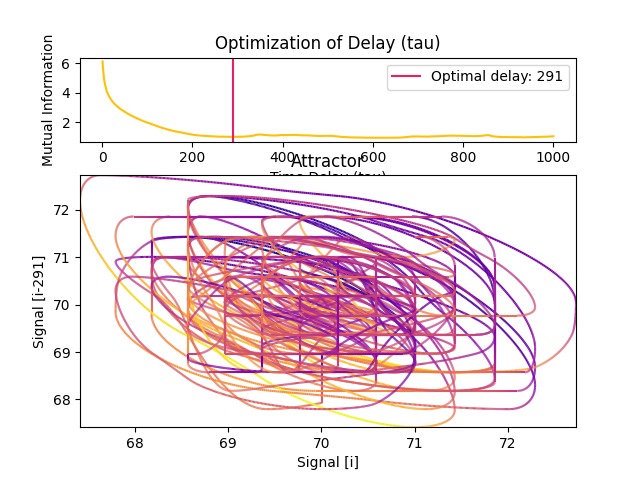 Optimization of Delay (tau)
Mutual Information
6
4
2
Optimal delay: 291
0 200 400 600 800 1000
Time Delay (tau)
Attractor
Signal [i-291]
72
71
70
69
68
68 69 70 71 72
Signal [i]